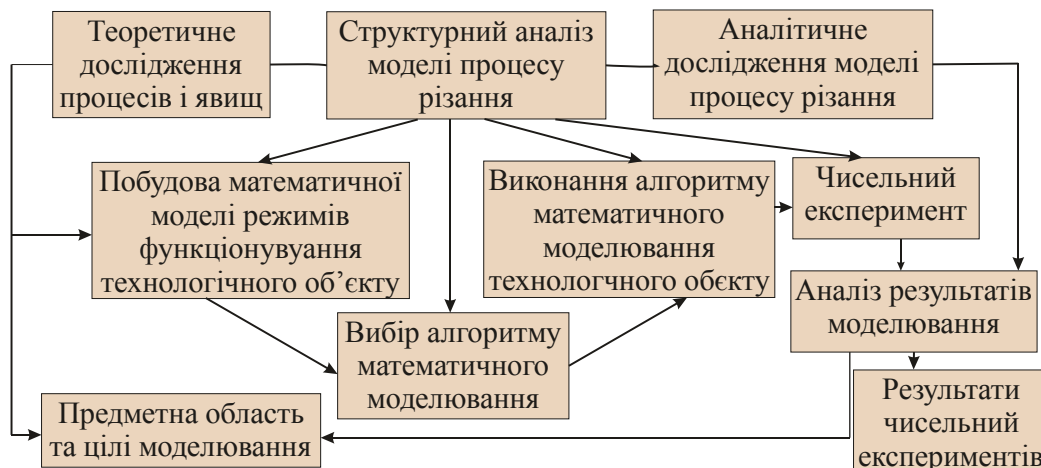 Теоретичне
дослідження
процесів і явищ
Структурний аналіз
моделі процесу
різання
Аналітичне
дослідження моделі
процесу різання
Побудова математичної
моделі режимів
функціонувуання
технологічного об’єкту
Виконання алгоритму
математичного
моделювання
технологчного обєкту
Чисельний
експеримент
Вибір алгоритму
математичного
моделювання
Аналіз результатів
моделювання
Предметна область
та цілі моделювання
Результати
чисельний
експериментів